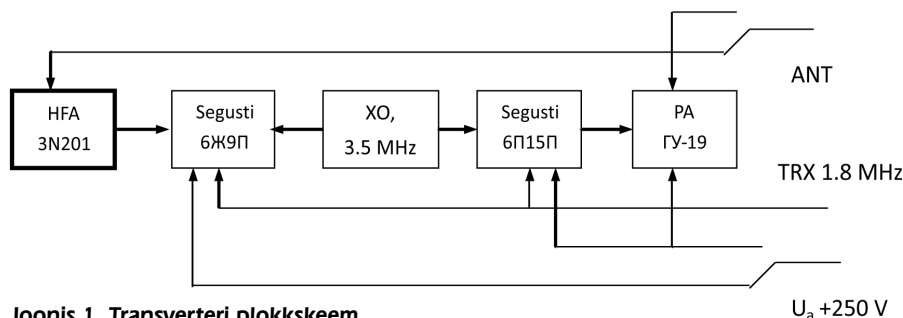 ANT
HFA
3N201
Segusti
6Ж9П
XO,
3.5 MHz
Segusti
6П15П
PA
ГУ-19
TRX 1.8 MHz
Joonis 1. Transverteri plokkskeem
Uₐ +250 V